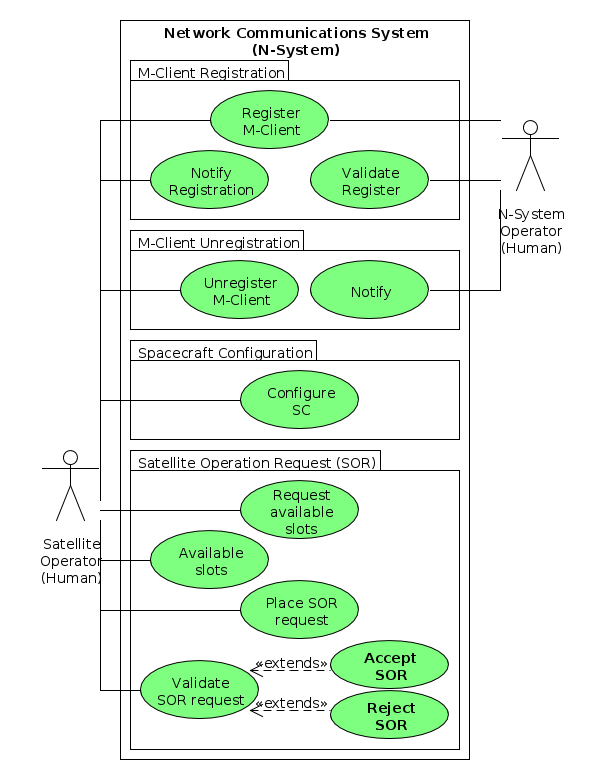 Network Communications System
(N-System)
M-Client Registration
Register
M-Client
Notify
Registration
Validate
Register
N-System
Operator
(Human)
M-Client Unregistration
Unregister
M-Client
Notify
Spacecraft Configuration
Configure
SC
Satellite Operation Request (SOR)
Request
available
slots
Satellite
Operator
(Human)
Available
slots
Place SOR
request
Validate
SOR request
«extends»
Accept
SOR
«extends»
Reject
SOR